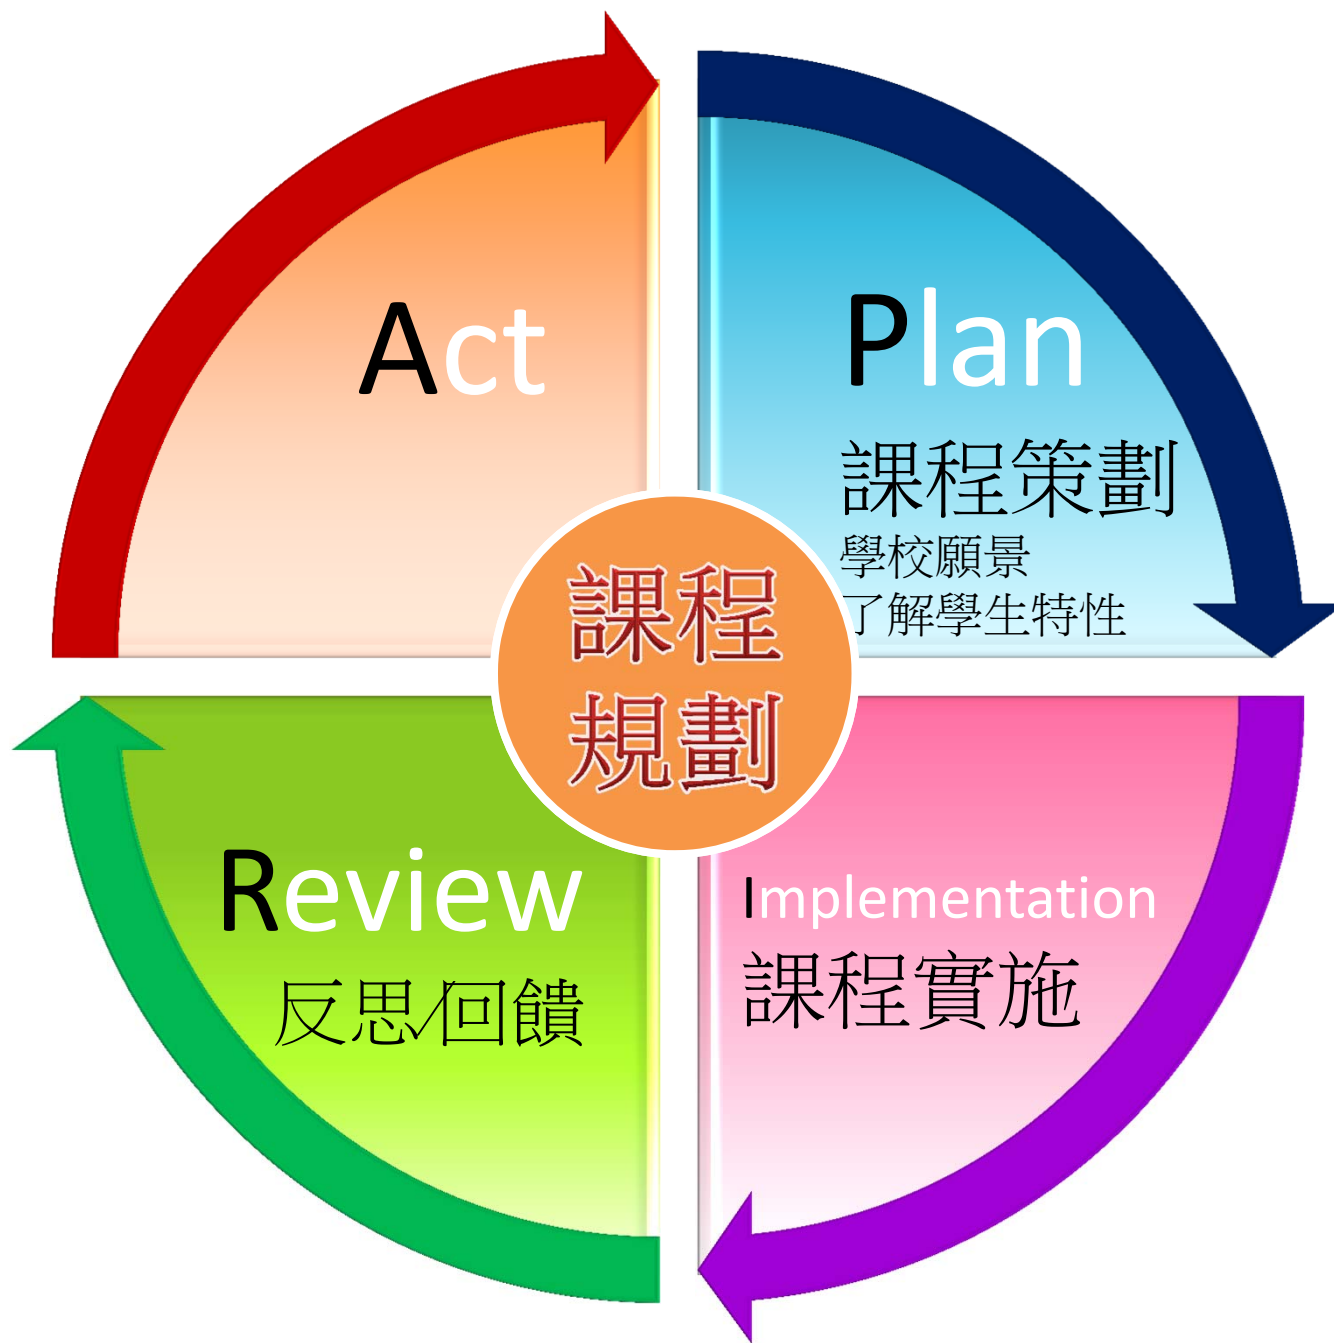 Act
Plan
課程策劃
學校願景
了解學生特性
課程
規劃
Review
反思/回饋
Implementation
課程實施